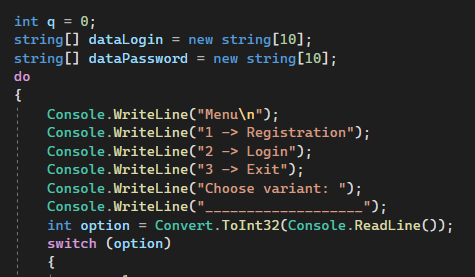 int q = 0;
string[] dataLogin = new string[10];
string[] dataPassword = new string[10];
do
{
Console.WriteLine("Menu\n");
Console.WriteLine("1 -> Registration");
Console.WriteLine("2 -> Login");
Console.WriteLine("3 -> Exit");
Console.WriteLine("Choose variant: ");
Console.WriteLine("___________________");
int option = Convert.ToInt32(Console.ReadLine());
switch (option)
{